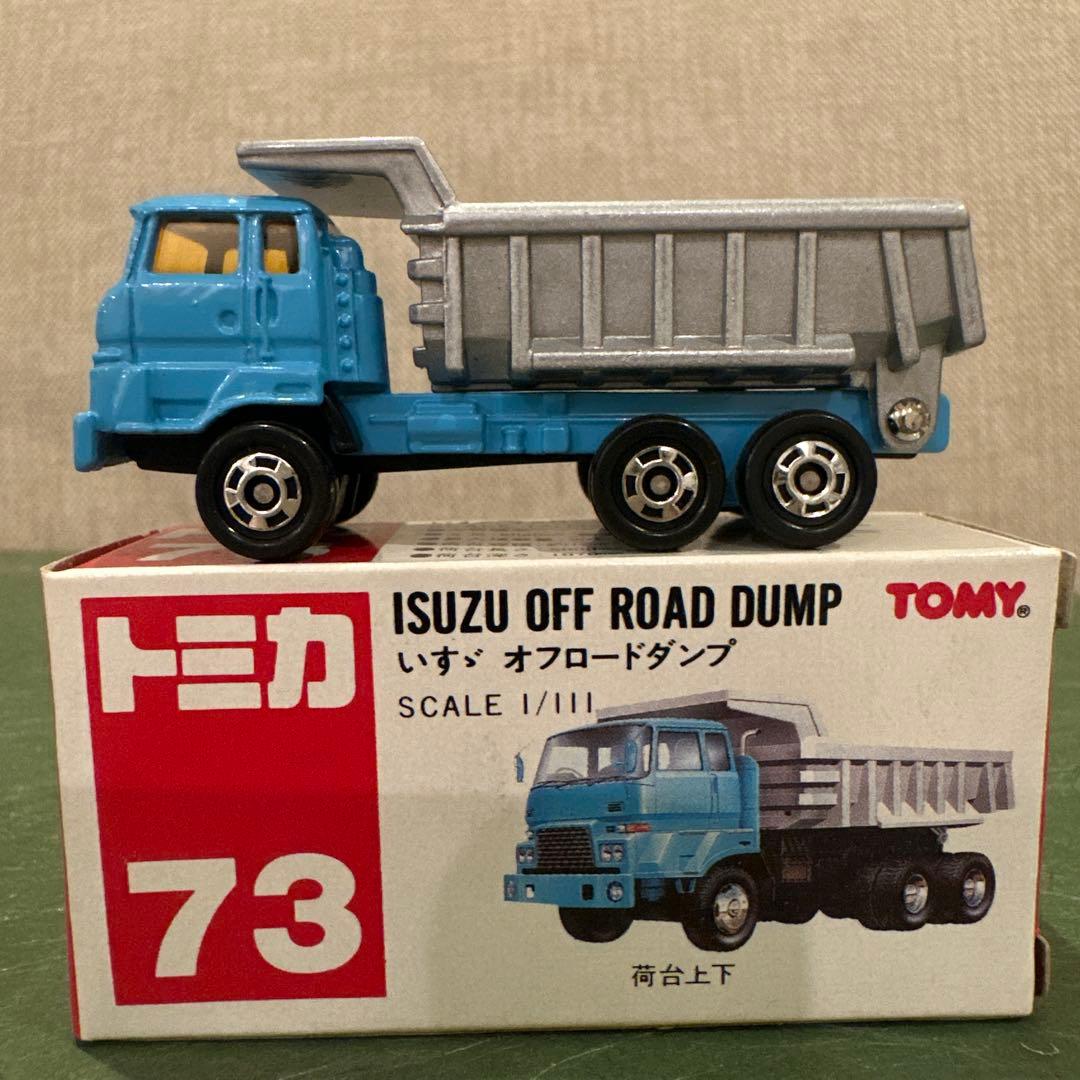 トミカ
73
ISUZU OFF ROAD DUMP
いすゞ オフロードダンプ
SCALE 1/111
TOMY®
荷台上下